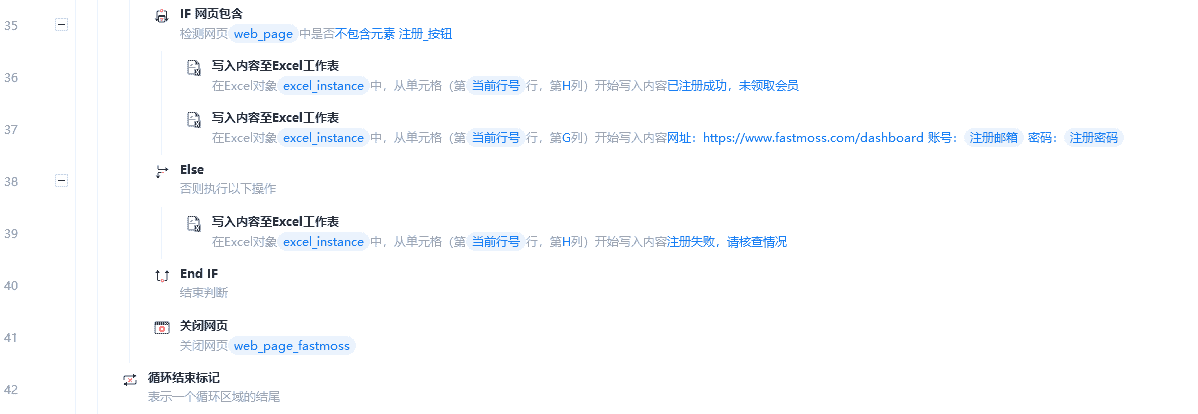 35
IF 网页包含
检测网页 web_page 中是否不包含元素 注册_按钮
36
写入内容至Excel工作表
在Excel对象 excel_instance 中，从单元格（第 当前行号 行，第H列）开始写入内容已注册成功，未领取会员
37
写入内容至Excel工作表
在Excel对象 excel_instance 中，从单元格（第 当前行号 行，第G列）开始写入内容网址：https://www.fastmoss.com/dashboard 账号： 注册邮箱 密码： 注册密码
38
Else
否则执行以下操作
39
写入内容至Excel工作表
在Excel对象 excel_instance 中，从单元格（第 当前行号 行，第H列）开始写入内容注册失败，请核查情况
40
End IF
结束判断
41
关闭网页
关闭网页 web_page_fastmoss
42
循环结束标记
表示一个循环区域的结尾